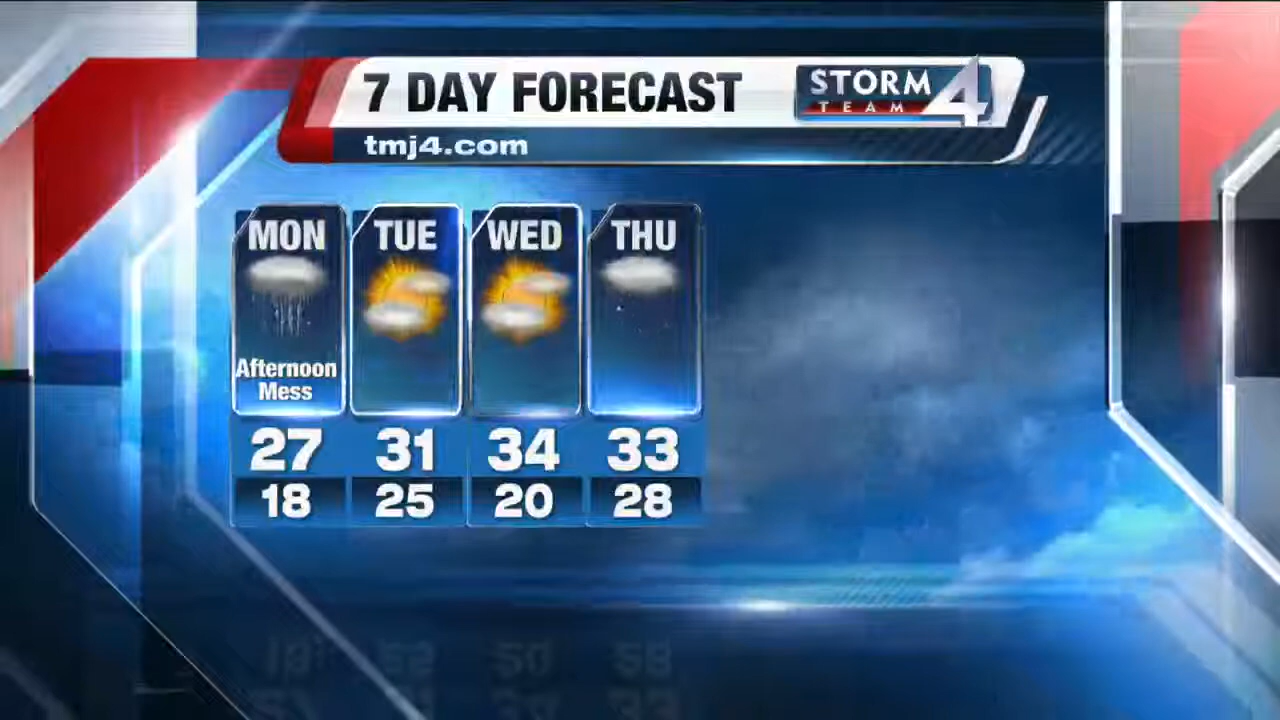 7 DAY FORECAST
STORM 4
TEAM
tmj4.com
MON TUE WED THU
Afternoon
Mess
27 31 34 33
18 25 20 28